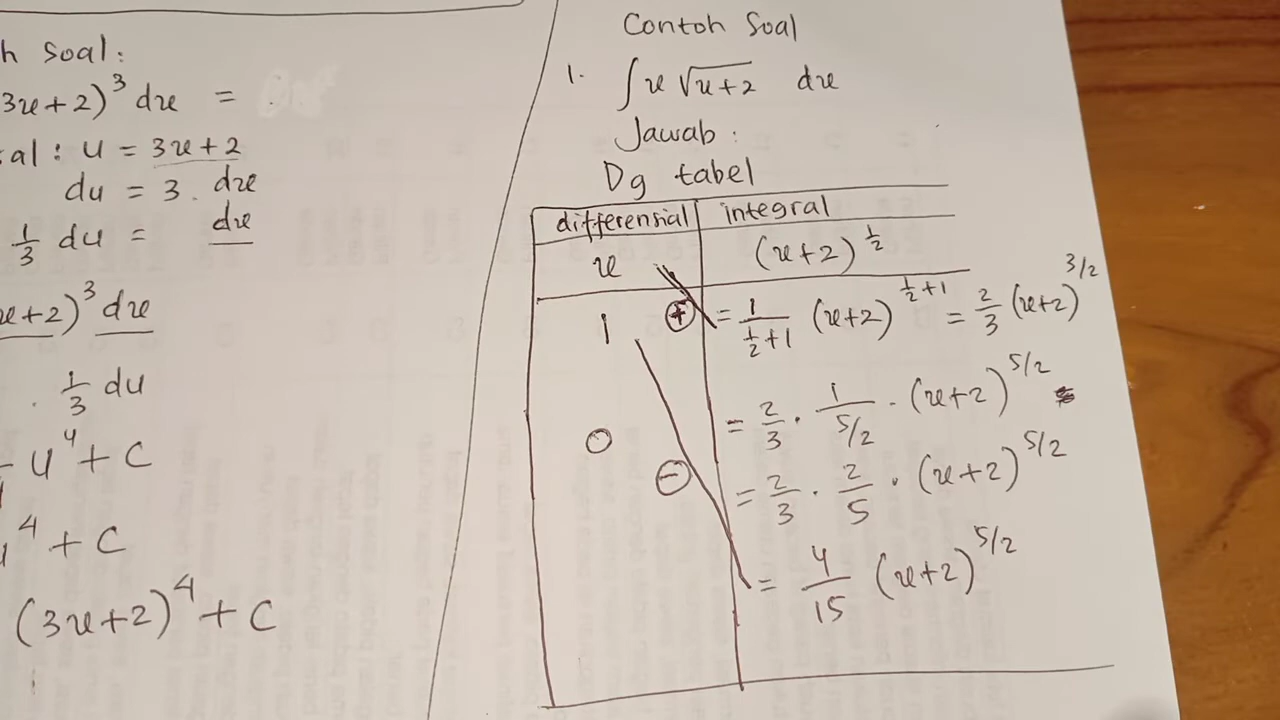 h soal:
3x+2)³ dx =
sal : u = 3x+2
du = 3 . dx
1/3 du = dx
x+2)³ dx
. 1/3 du
u⁴ + C
⁴ + C
(3x+2)⁴ + C
Contoh Soal
1. ∫ x √(x+2) dx
Jawab :
Dg tabel
differensial integral
x (x+2)^(1/2)
1 ⊕ = 1/(1/2+1) (x+2)^(1/2+1) = 2/3 (x+2)^(3/2)
= 2/3 . 1/(5/2) . (x+2)^(5/2)
0 ⊖ = 2/3 . 2/5 . (x+2)^(5/2)
= 4/15 (x+2)^(5/2)